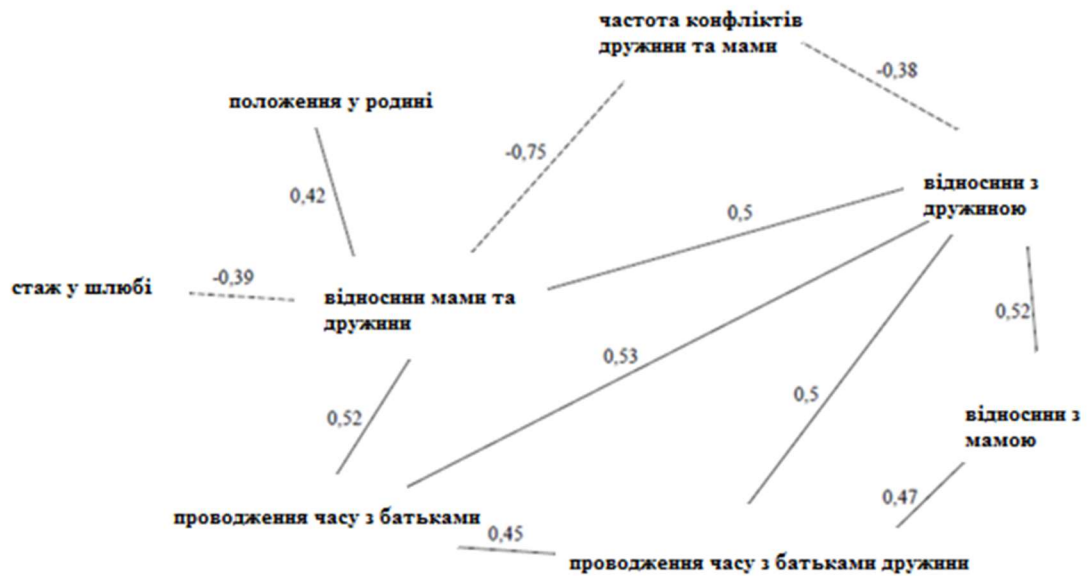 частота конфліктів
дружини та мами
-0,38
положення у родині
-0,75
0,42
відносини з
дружиною
0,5
стаж у шлюбі
-0,39
відносини мами та
дружини
0,52
0,53
0,5
0,52
відносини з
мамою
0,47
проводження часу з батьками
0,45
проводження часу з батьками дружини